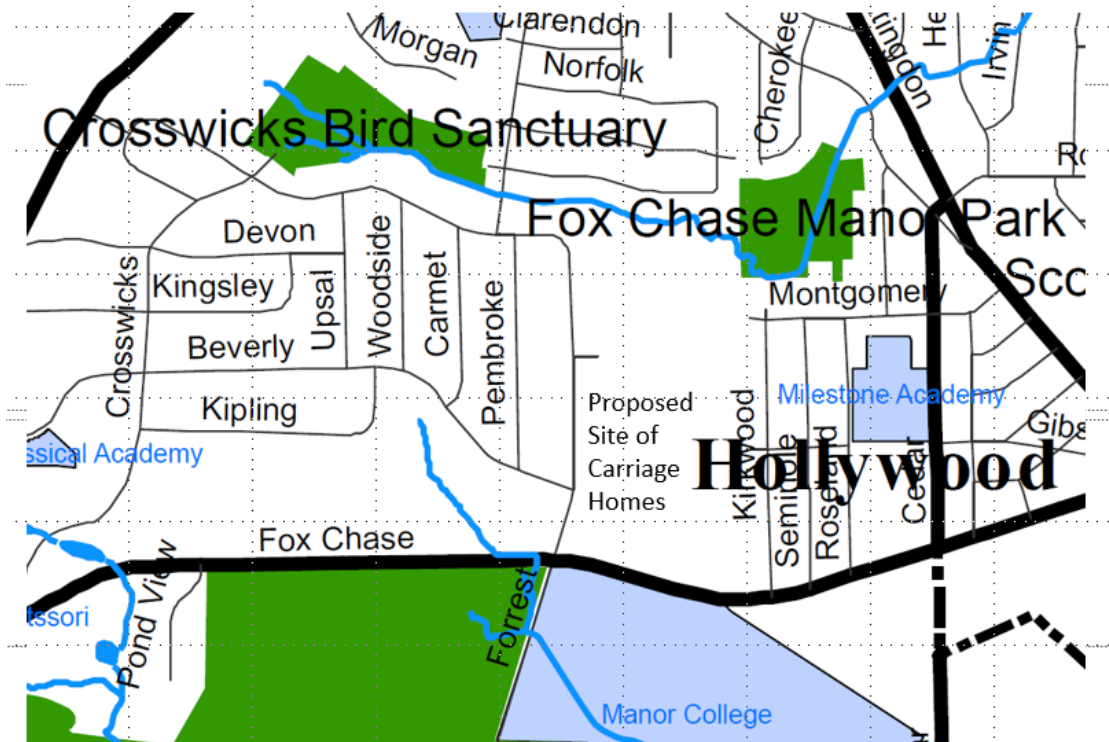 Clarendon
Morgan
Norfolk
Cherokee
Irvin
Crosswicks Bird Sanctuary
Fox Chase Manor Park
Devon
Kingsley
Upsal
Woodside
Carmet
Pembroke
Crosswicks
Beverly
Kipling
Montgomery
Milestone Academy
Proposed
Site of
Carriage
Homes
Kirkwood
Seminole
Roseland
Cedar
Hollywood
Academy
Fox Chase
Pond View
Forrest
Manor College